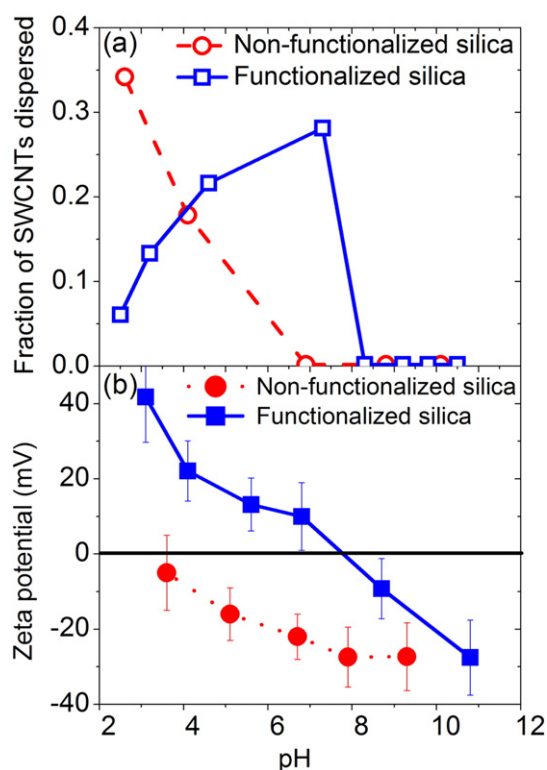 0.4
(a)
Non-functionalized silica
Functionalized silica
0.3
0.2
0.1
0.0
Fraction of SWCNTs dispersed
(b)
Non-functionalized silica
Functionalized silica
40
20
0
-20
-40
Zeta potential (mV)
2 4 6 8 10 12
pH